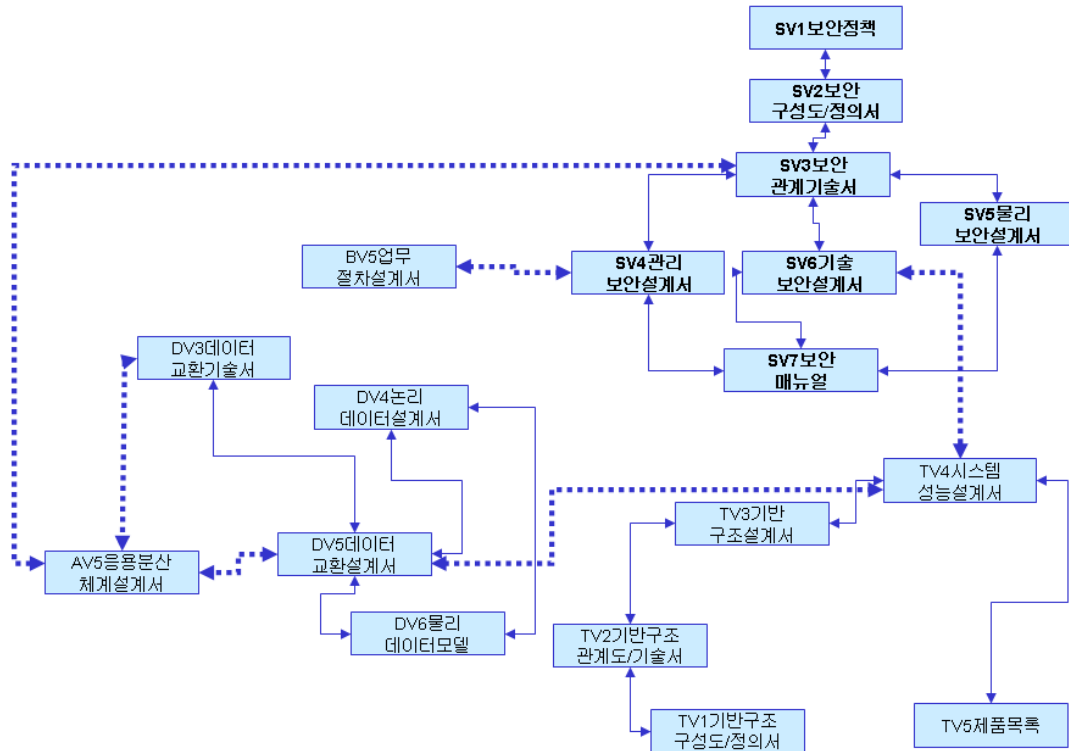 SV1보안정책
SV2보안
구성도/정의서
SV3보안
관계기술서
SV5물리
보안설계서
BV5업무
절차설계서
SV4관리
보안설계서
SV6기술
보안설계서
DV3데이터
교환기술서
SV7보안
매뉴얼
DV4논리
데이터설계서
TV4시스템
성능설계서
TV3기반
구조설계서
DV5데이터
교환설계서
AV5응용분산
체계설계서
DV6물리
데이터모델
TV2기반구조
관계도/기술서
TV1기반구조
구성도/정의서
TV5제품목록